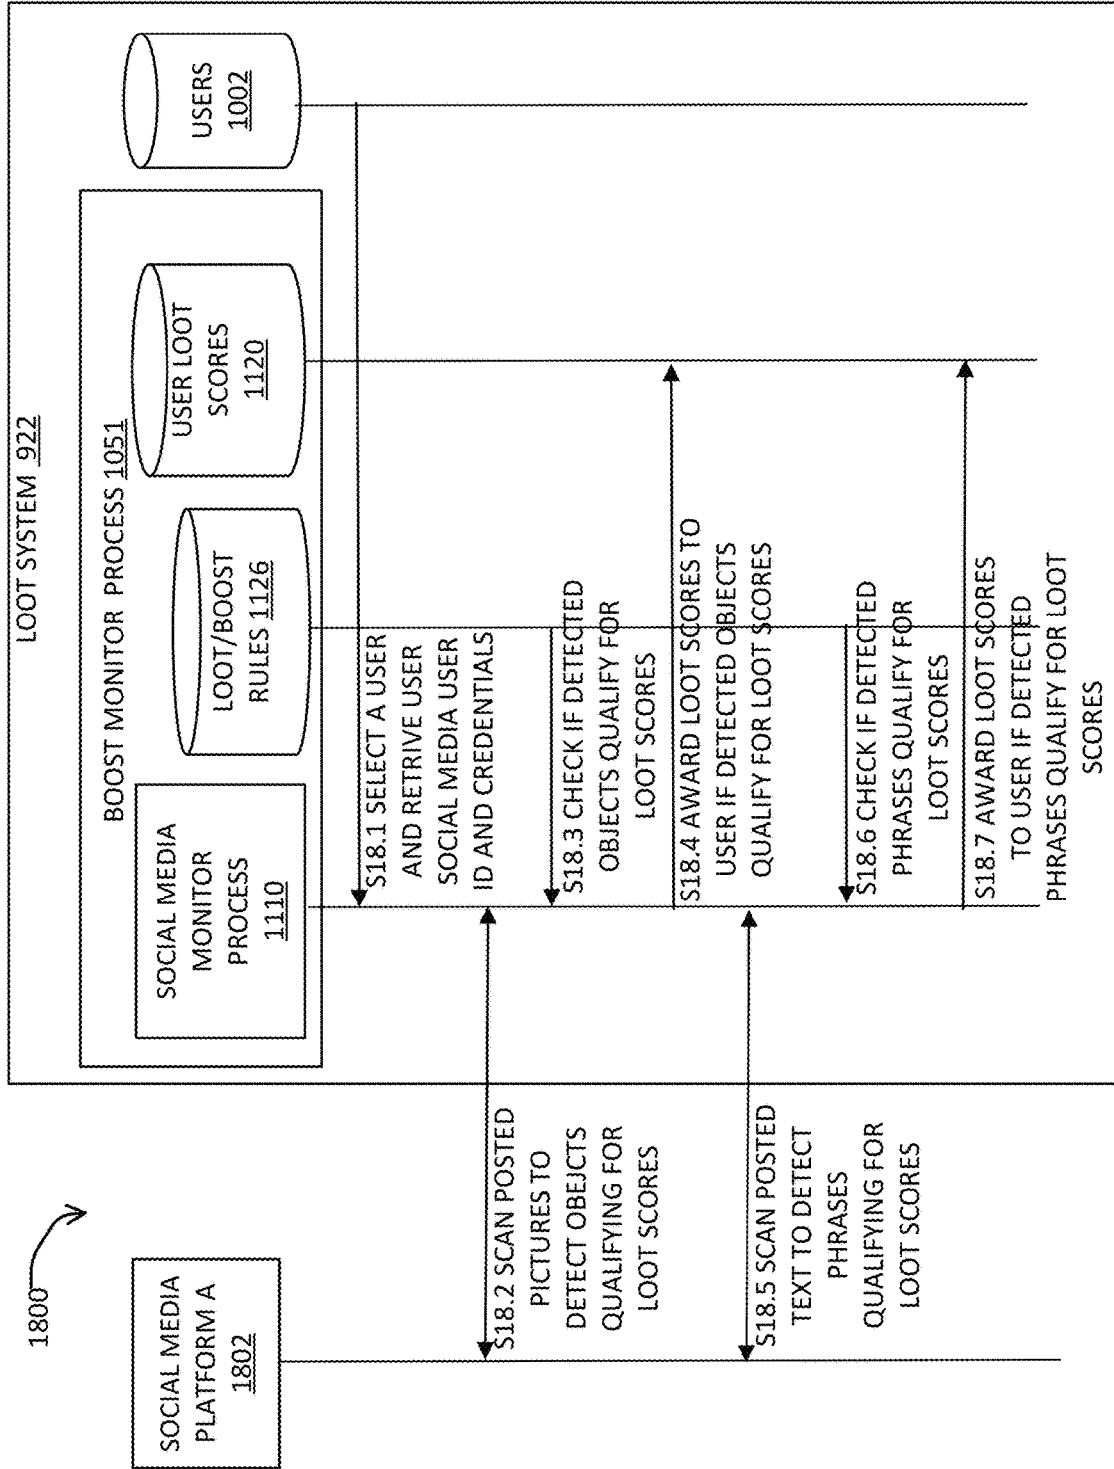 1800
LOOT SYSTEM 922
BOOST MONITOR PROCESS 1051
SOCIAL MEDIA
PLATFORM A
1802
SOCIAL MEDIA
MONITOR
PROCESS
1110
LOOT/BOOST
RULES 1126
USER LOOT
SCORES
1120
USERS
1002
S18.1 SELECT A USER
AND RETRIVE USER
SOCIAL MEDIA USER
ID AND CREDENTIALS
S18.2 SCAN POSTED
PICTURES TO
DETECT OBEJCTS
QUALIFYING FOR
LOOT SCORES
S18.3 CHECK IF DETECTED
OBJECTS QUALIFY FOR
LOOT SCORES
S18.4 AWARD LOOT SCORES TO
USER IF DETECTED OBJECTS
QUALIFY FOR LOOT SCORES
S18.5 SCAN POSTED
TEXT TO DETECT
PHRASES
QUALIFYING FOR
LOOT SCORES
S18.6 CHECK IF DETECTED
PHRASES QUALIFY FOR
LOOT SCORES
S18.7 AWARD LOOT SCORES
TO USER IF DETECTED
PHRASES QUALIFY FOR LOOT
SCORES